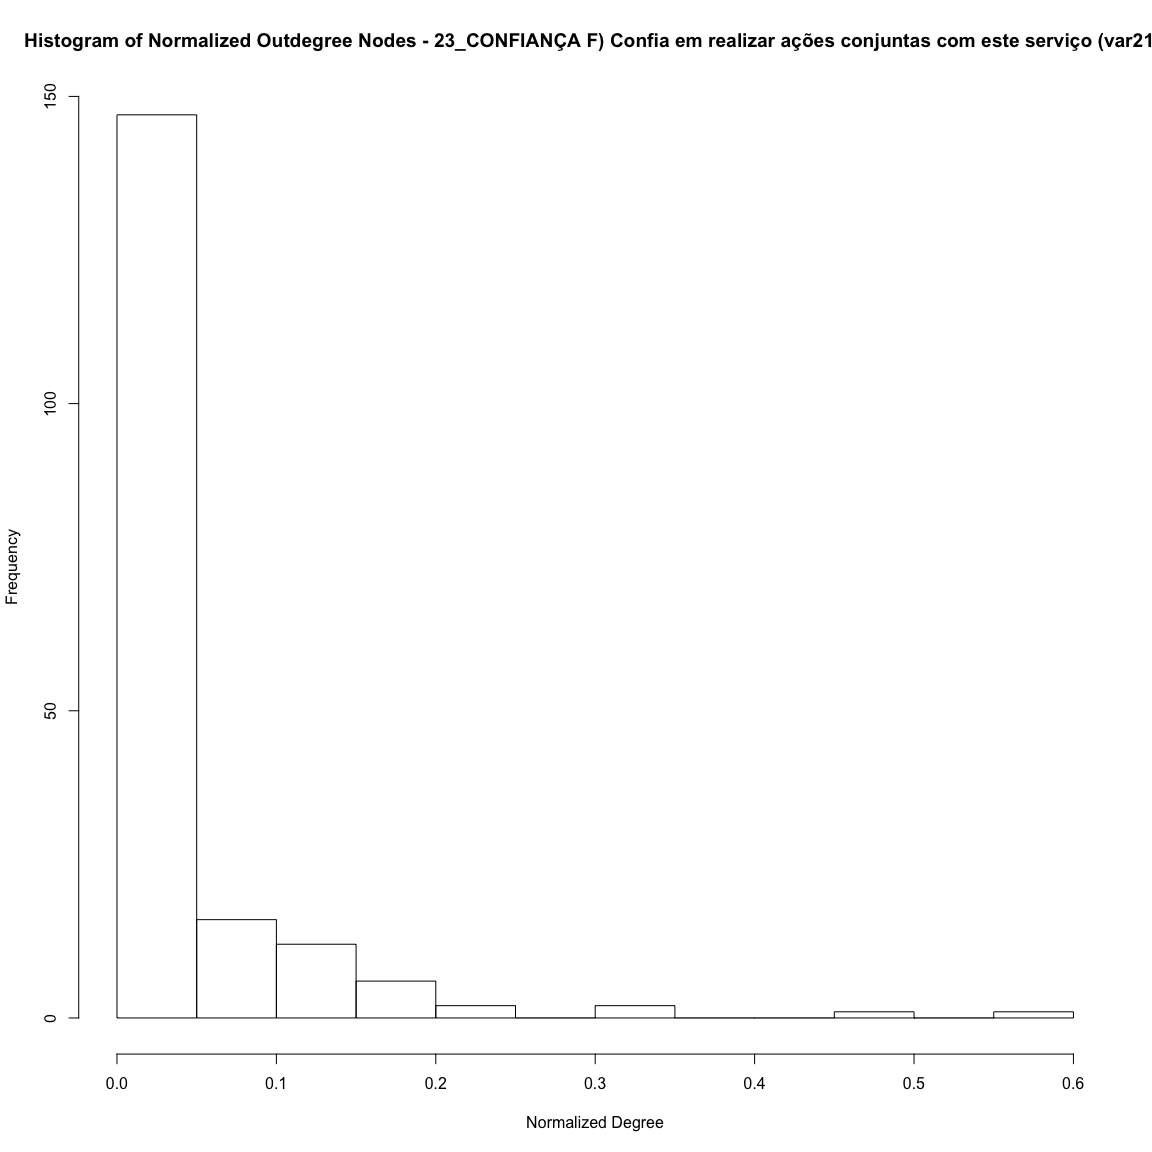 Histogram of Normalized Outdegree Nodes - 23_CONFIANÇA F) Confia em realizar ações conjuntas com este serviço (var21
150
100
50
0
Frequency
0.0 0.1 0.2 0.3 0.4 0.5 0.6
Normalized Degree